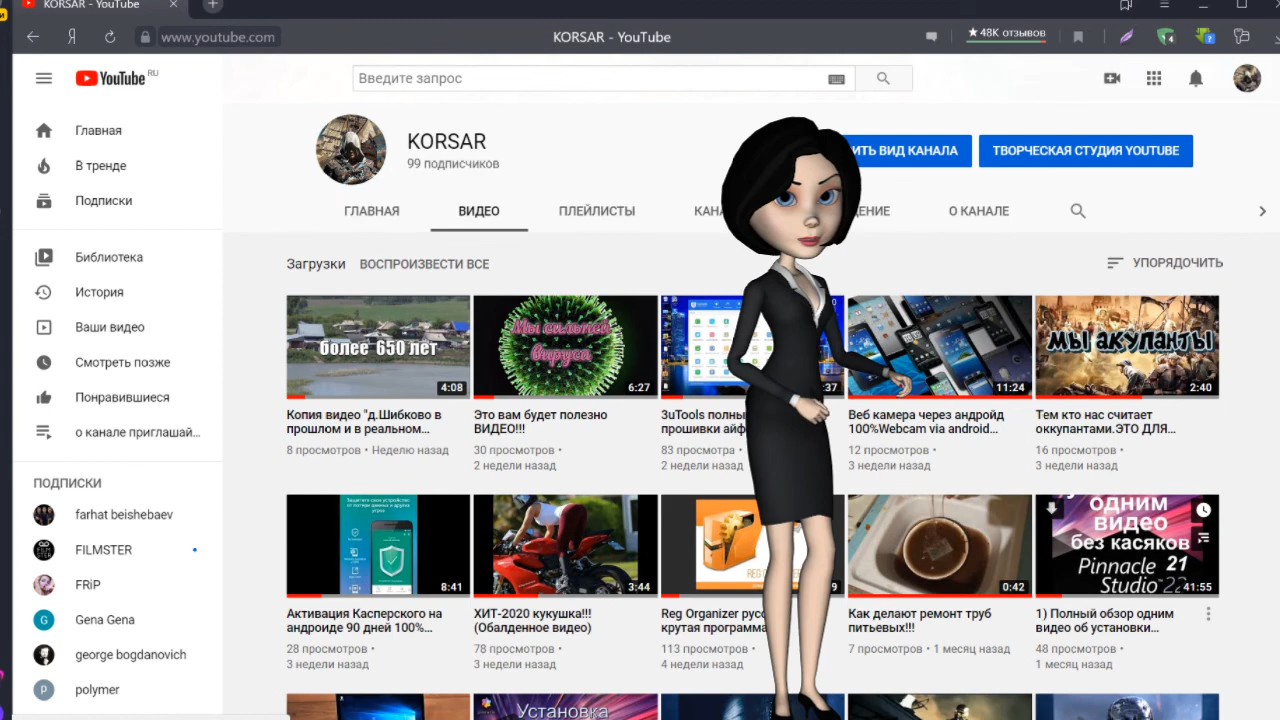 KORSAR - YouTube
www.youtube.com
KORSAR - YouTube
★ 48K отзывов
4
?
YouTube RU
Введите запрос
Главная
В тренде
Подписки
Библиотека
История
Ваши видео
Смотреть позже
Понравившиеся
о канале приглашай...
ПОДПИСКИ
farhat beishebaev
FILMSTER
FRiP
G Gena Gena
george bogdanovich
P polymer
KORSAR
99 подписчиков
ВИД КАНАЛА
ТВОРЧЕСКАЯ СТУДИЯ YOUTUBE
ГЛАВНАЯ
ВИДЕО
ПЛЕЙЛИСТЫ
О КАНАЛЕ
Загрузки
ВОСПРОИЗВЕСТИ ВСЕ
УПОРЯДОЧИТЬ
более 650 лет
4:08
Копия видео "д.Шибково в
прошлом и в реальном...
8 просмотров • Неделю назад
Мы сильней
вируса
6:27
Это вам будет полезно
ВИДЕО!!!
30 просмотров •
2 недели назад
:37
3uTools полны
прошивки айф
83 просмотра •
2 недели назад
11:24
Веб камера через андройд
100%Webcam via android...
12 просмотров •
3 недели назад
мы акупанты
2:40
Тем кто нас считает
оккупантами.ЭТО ДЛЯ...
16 просмотров •
3 недели назад
8:41
Активация Касперского на
андроиде 90 дней 100%...
28 просмотров •
3 недели назад
3:44
ХИТ-2020 кукушка!!!
(Обалденное видео)
78 просмотров •
3 недели назад
REG
Reg Organizer русс
крутая программа
113 просмотров •
4 недели назад
0:42
Как делают ремонт труб
питьевых!!!
7 просмотров • 1 месяц назад
одним
видео
без касяков
Pinnacle 21
Studio 22
41:55
1) Полный обзор одним
видео об установки...
48 просмотров •
1 месяц назад
Установка